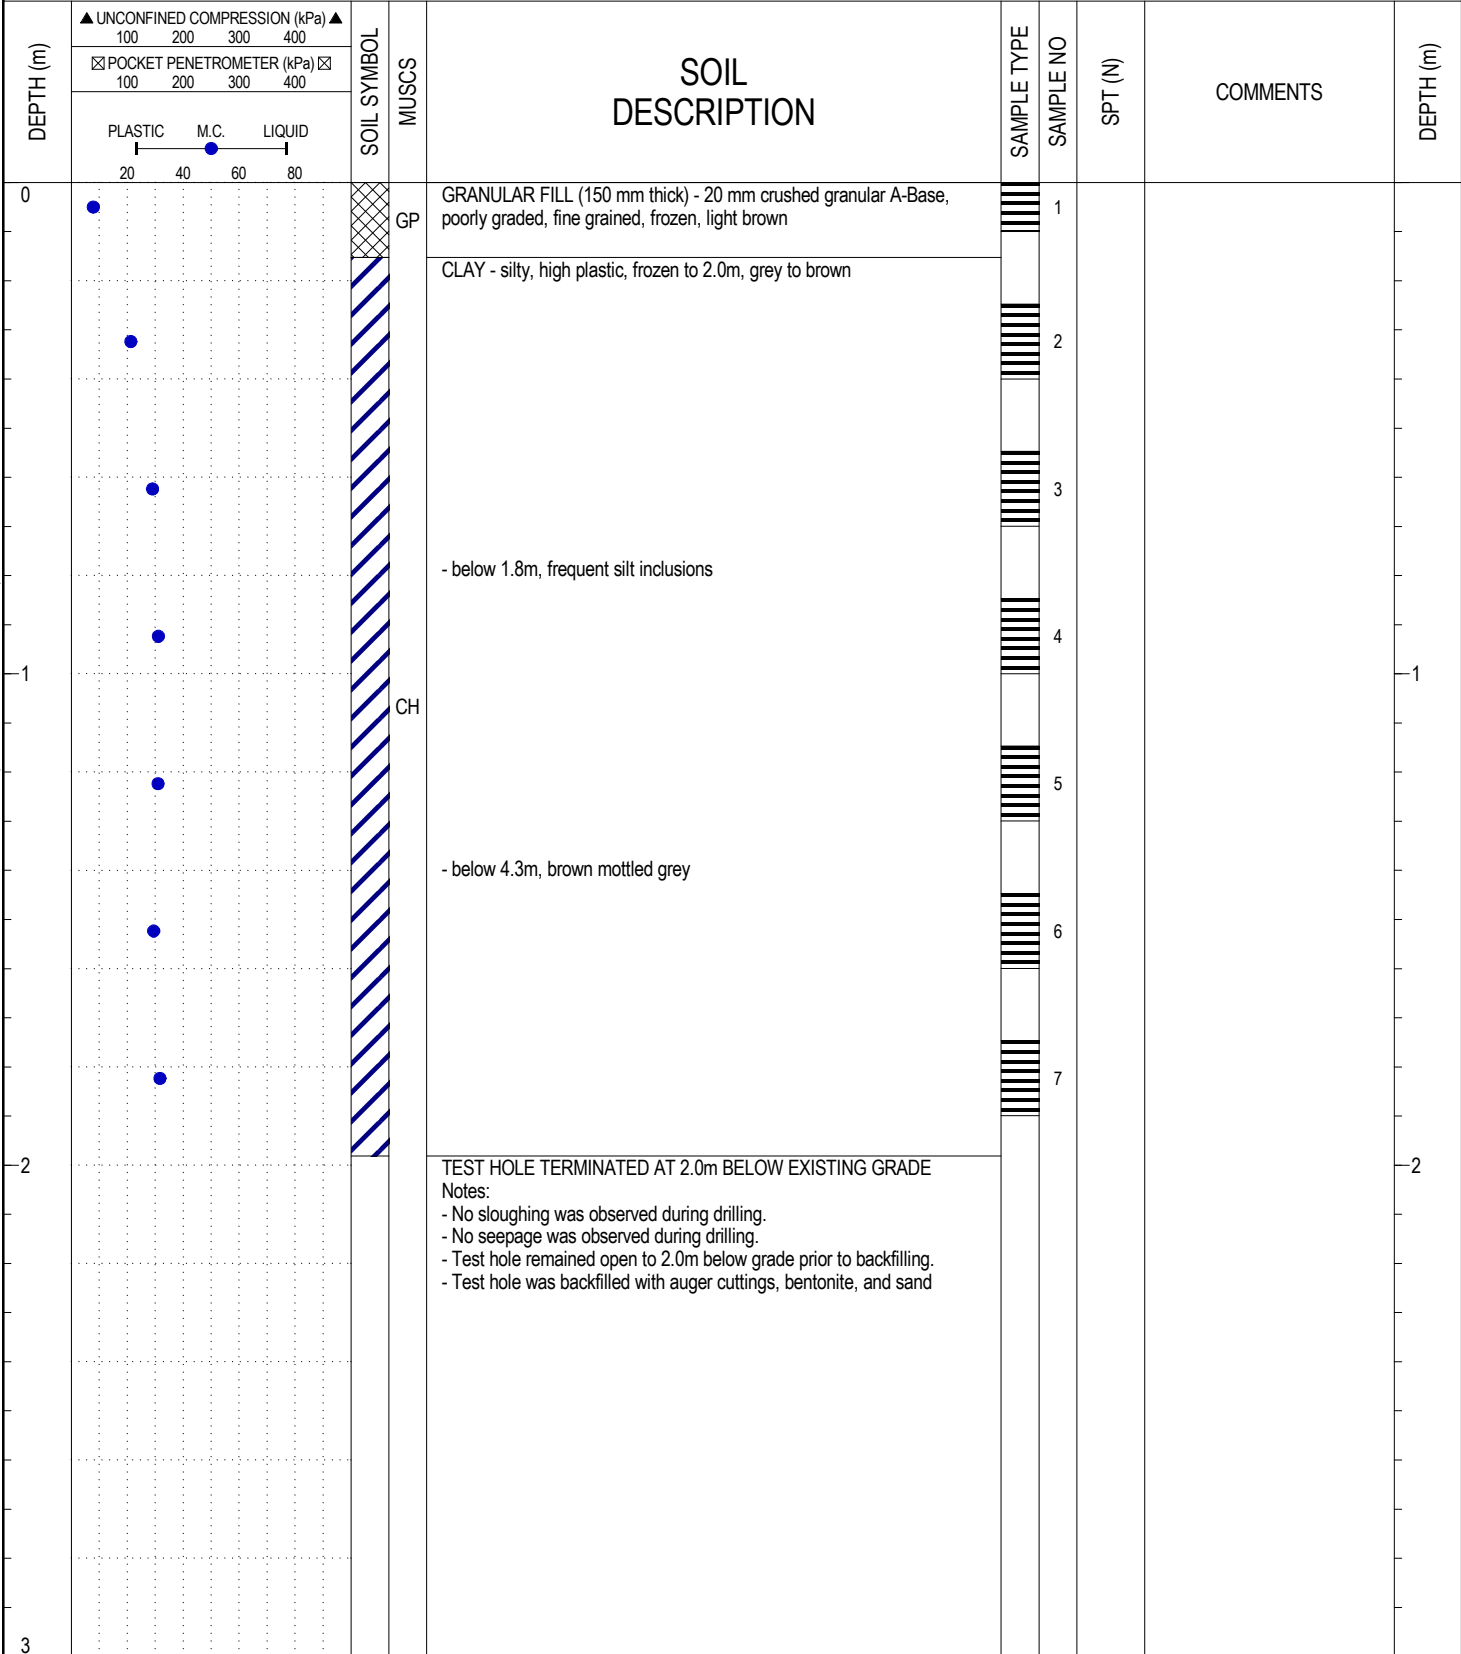 ▲ UNCONFINED COMPRESSION (kPa) ▲
100 200 300 400
☒ POCKET PENETROMETER (kPa) ☒
100 200 300 400
PLASTIC M.C. LIQUID
20 40 60 80
DEPTH (m)
SOIL SYMBOL
MUSCS
SOIL
DESCRIPTION
SAMPLE TYPE
SAMPLE NO
SPT (N)
COMMENTS
DEPTH (m)
0
GP
GRANULAR FILL (150 mm thick) - 20 mm crushed granular A-Base,
poorly graded, fine grained, frozen, light brown
1
CLAY - silty, high plastic, frozen to 2.0m, grey to brown
2
3
- below 1.8m, frequent silt inclusions
4
1
1
CH
5
- below 4.3m, brown mottled grey
6
7
2
2
TEST HOLE TERMINATED AT 2.0m BELOW EXISTING GRADE
Notes:
- No sloughing was observed during drilling.
- No seepage was observed during drilling.
- Test hole remained open to 2.0m below grade prior to backfilling.
- Test hole was backfilled with auger cuttings, bentonite, and sand
3